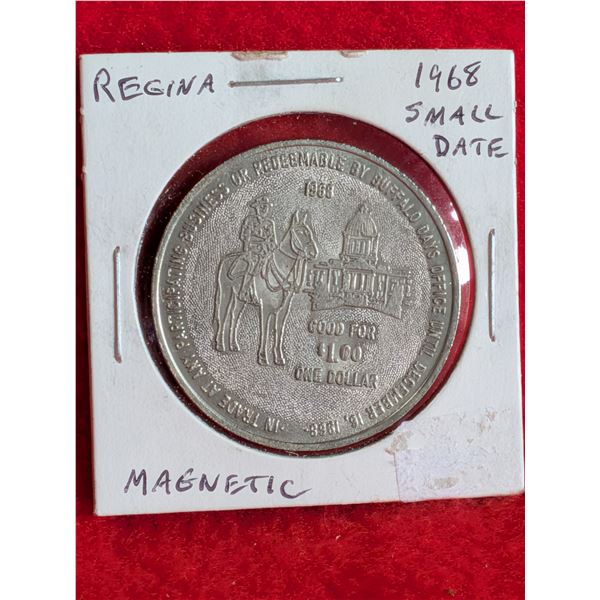 REGINA
1968
SMALL
DATE
IN TRADE AT ANY PARTICIPATING BUSINESS OR REDEEMABLE BY BUFFALO DAYS OFFICE UNTIL DECEMBER 15, 1968-
1968
GOOD FOR
$1.00
ONE DOLLAR
MAGNETIC